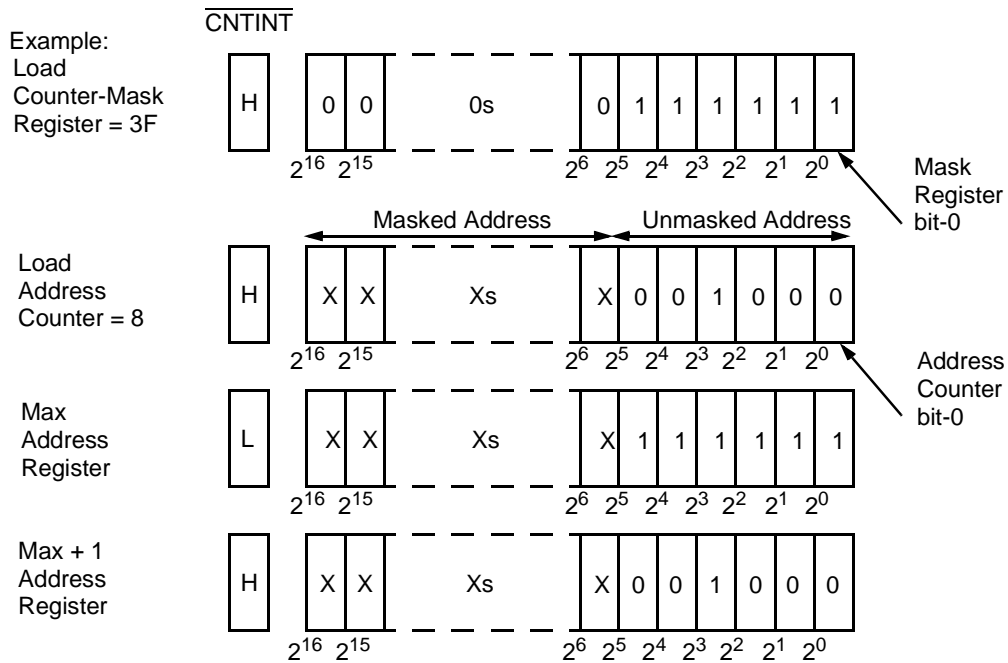 CNTINT
Example:
Load
Counter-Mask
Register = 3F
H
0 0 0s 0 1 1 1 1 1 1
2^16 2^15 2^6 2^5 2^4 2^3 2^2 2^1 2^0
Mask
Register
bit-0
Masked Address Unmasked Address
Load
Address
Counter = 8
H
X X Xs X 0 0 1 0 0 0
2^16 2^15 2^6 2^5 2^4 2^3 2^2 2^1 2^0
Address
Counter
bit-0
Max
Address
Register
L
X X Xs X 1 1 1 1 1 1
2^16 2^15 2^6 2^5 2^4 2^3 2^2 2^1 2^0
Max + 1
Address
Register
H
X X Xs X 0 0 1 0 0 0
2^16 2^15 2^6 2^5 2^4 2^3 2^2 2^1 2^0